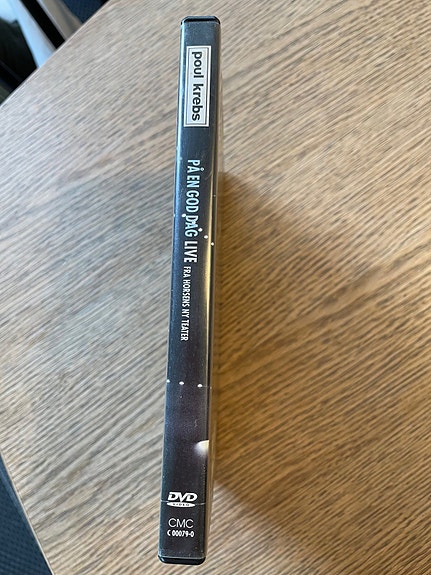 poul krebs
PÅ EN GOD DAG LIVE FRA HORSENS NY TEATER
DVD
VIDEO
CMC
C 00079-0